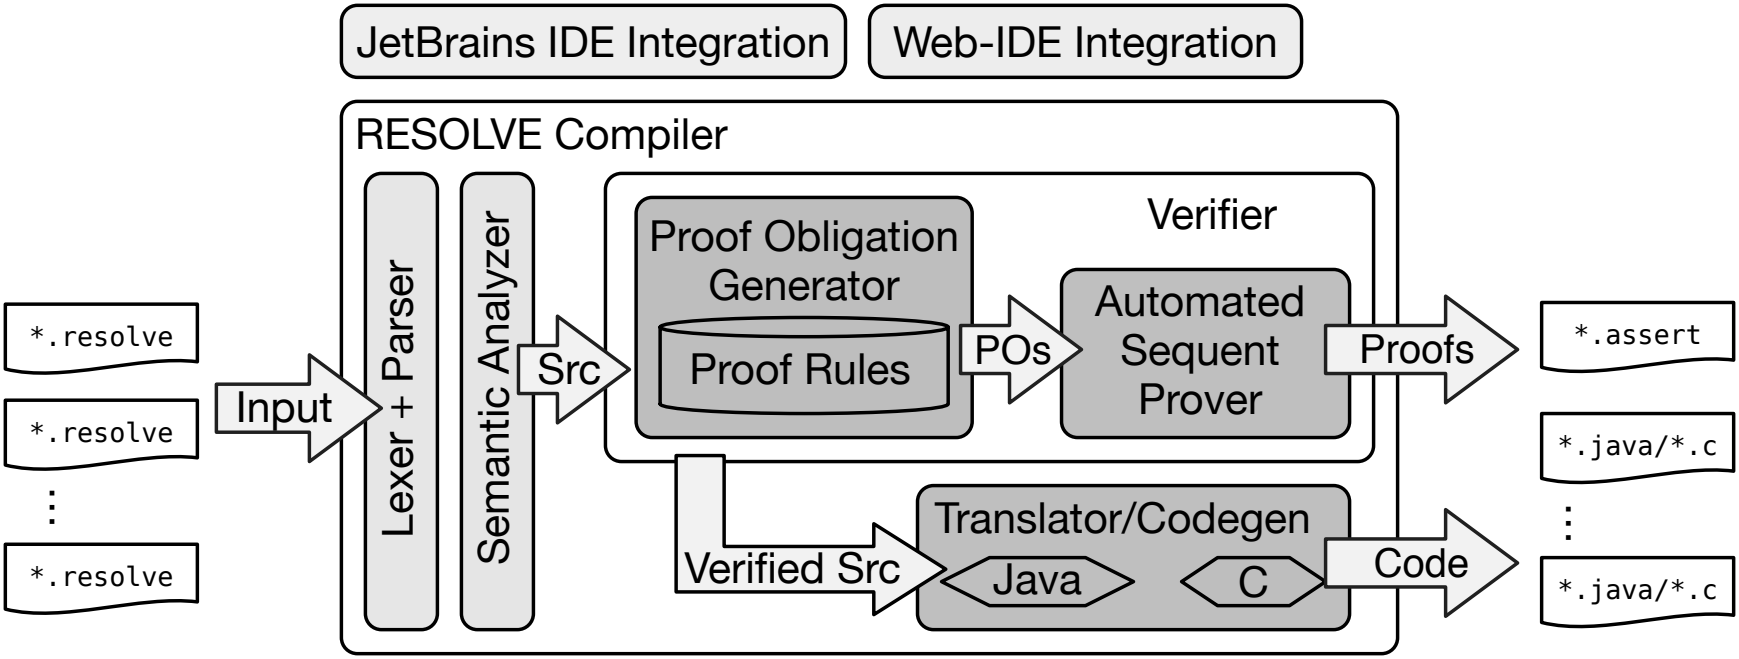 JetBrains IDE Integration
Web-IDE Integration
RESOLVE Compiler
*.resolve
*.resolve
⋮
*.resolve
Input
Lexer + Parser
Semantic Analyzer
Src
Verifier
Proof Obligation
Generator
Proof Rules
POs
Automated
Sequent
Prover
Proofs
*.assert
Verified Src
Translator/Codegen
Java
C
Code
*.java/*.c
⋮
*.java/*.c